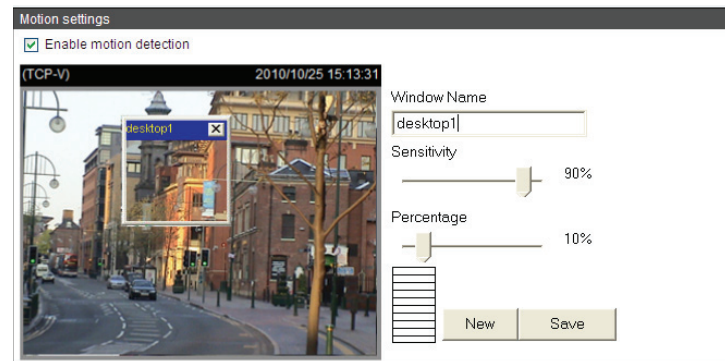 Motion settings
Enable motion detection
(TCP-V) 2010/10/25 15:13:31
Window Name
desktop1
desktop1
Sensitivity
90%
Percentage
10%
New Save